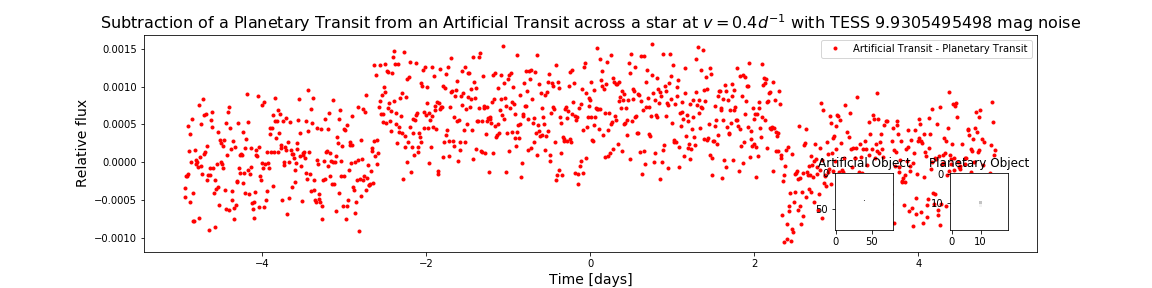 Subtraction of a Planetary Transit from an Artificial Transit across a star at v = 0.4d⁻¹ with TESS 9.9305495498 mag noise
Artificial Transit - Planetary Transit
Relative flux
0.0015
0.0010
0.0005
0.0000
−0.0005
−0.0010
Artificial Object
0
50
0 50
Planetary Object
0
10
0 10
−4 −2 0 2 4
Time [days]